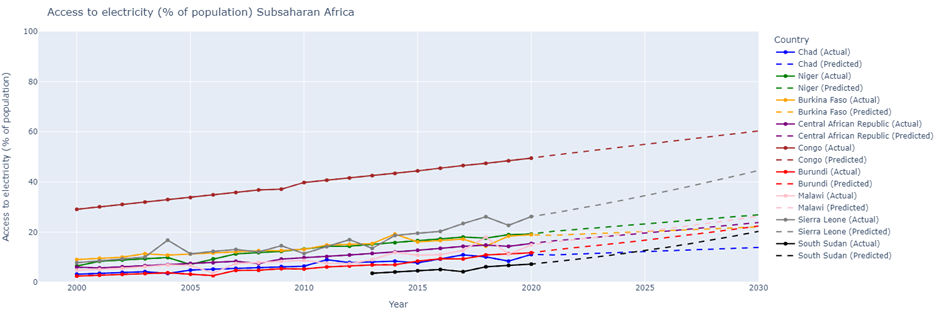 Access to electricity (% of population) Subsaharan Africa
Access to electricity (% of population)
100
80
60
40
20
0
2000
2005
2010
2015
2020
2025
2030
Year
Country
Chad (Actual)
Chad (Predicted)
Niger (Actual)
Niger (Predicted)
Burkina Faso (Actual)
Burkina Faso (Predicted)
Central African Republic (Actual)
Central African Republic (Predicted)
Congo (Actual)
Congo (Predicted)
Burundi (Actual)
Burundi (Predicted)
Malawi (Actual)
Malawi (Predicted)
Sierra Leone (Actual)
Sierra Leone (Predicted)
South Sudan (Actual)
South Sudan (Predicted)